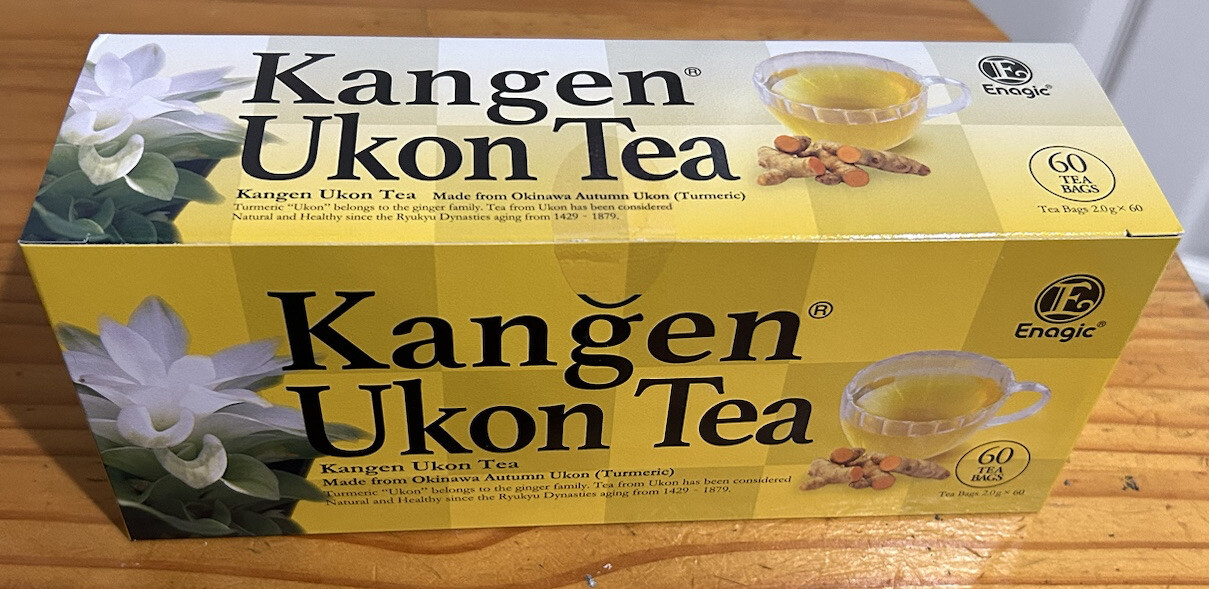 Kangen®
Ukon Tea
Kangen Ukon Tea Made from Okinawa Autumn Ukon (Turmeric)
Turmeric “Ukon” belongs to the ginger family. Tea from Ukon has been considered
Natural and Healthy since the Ryukyu Dynasties aging from 1429 - 1879.
E
Enagic®
60
TEA
BAGS
Tea Bags 2.0g×60
Kangen®
Ukon Tea
Kangen Ukon Tea
Made from Okinawa Autumn Ukon (Turmeric)
Turmeric “Ukon” belongs to the ginger family. Tea from Ukon has been considered
Natural and Healthy since the Ryukyu Dynasties aging from 1429 - 1879.
E
Enagic®
60
TEA
BAGS
Tea Bags 2.0g×60